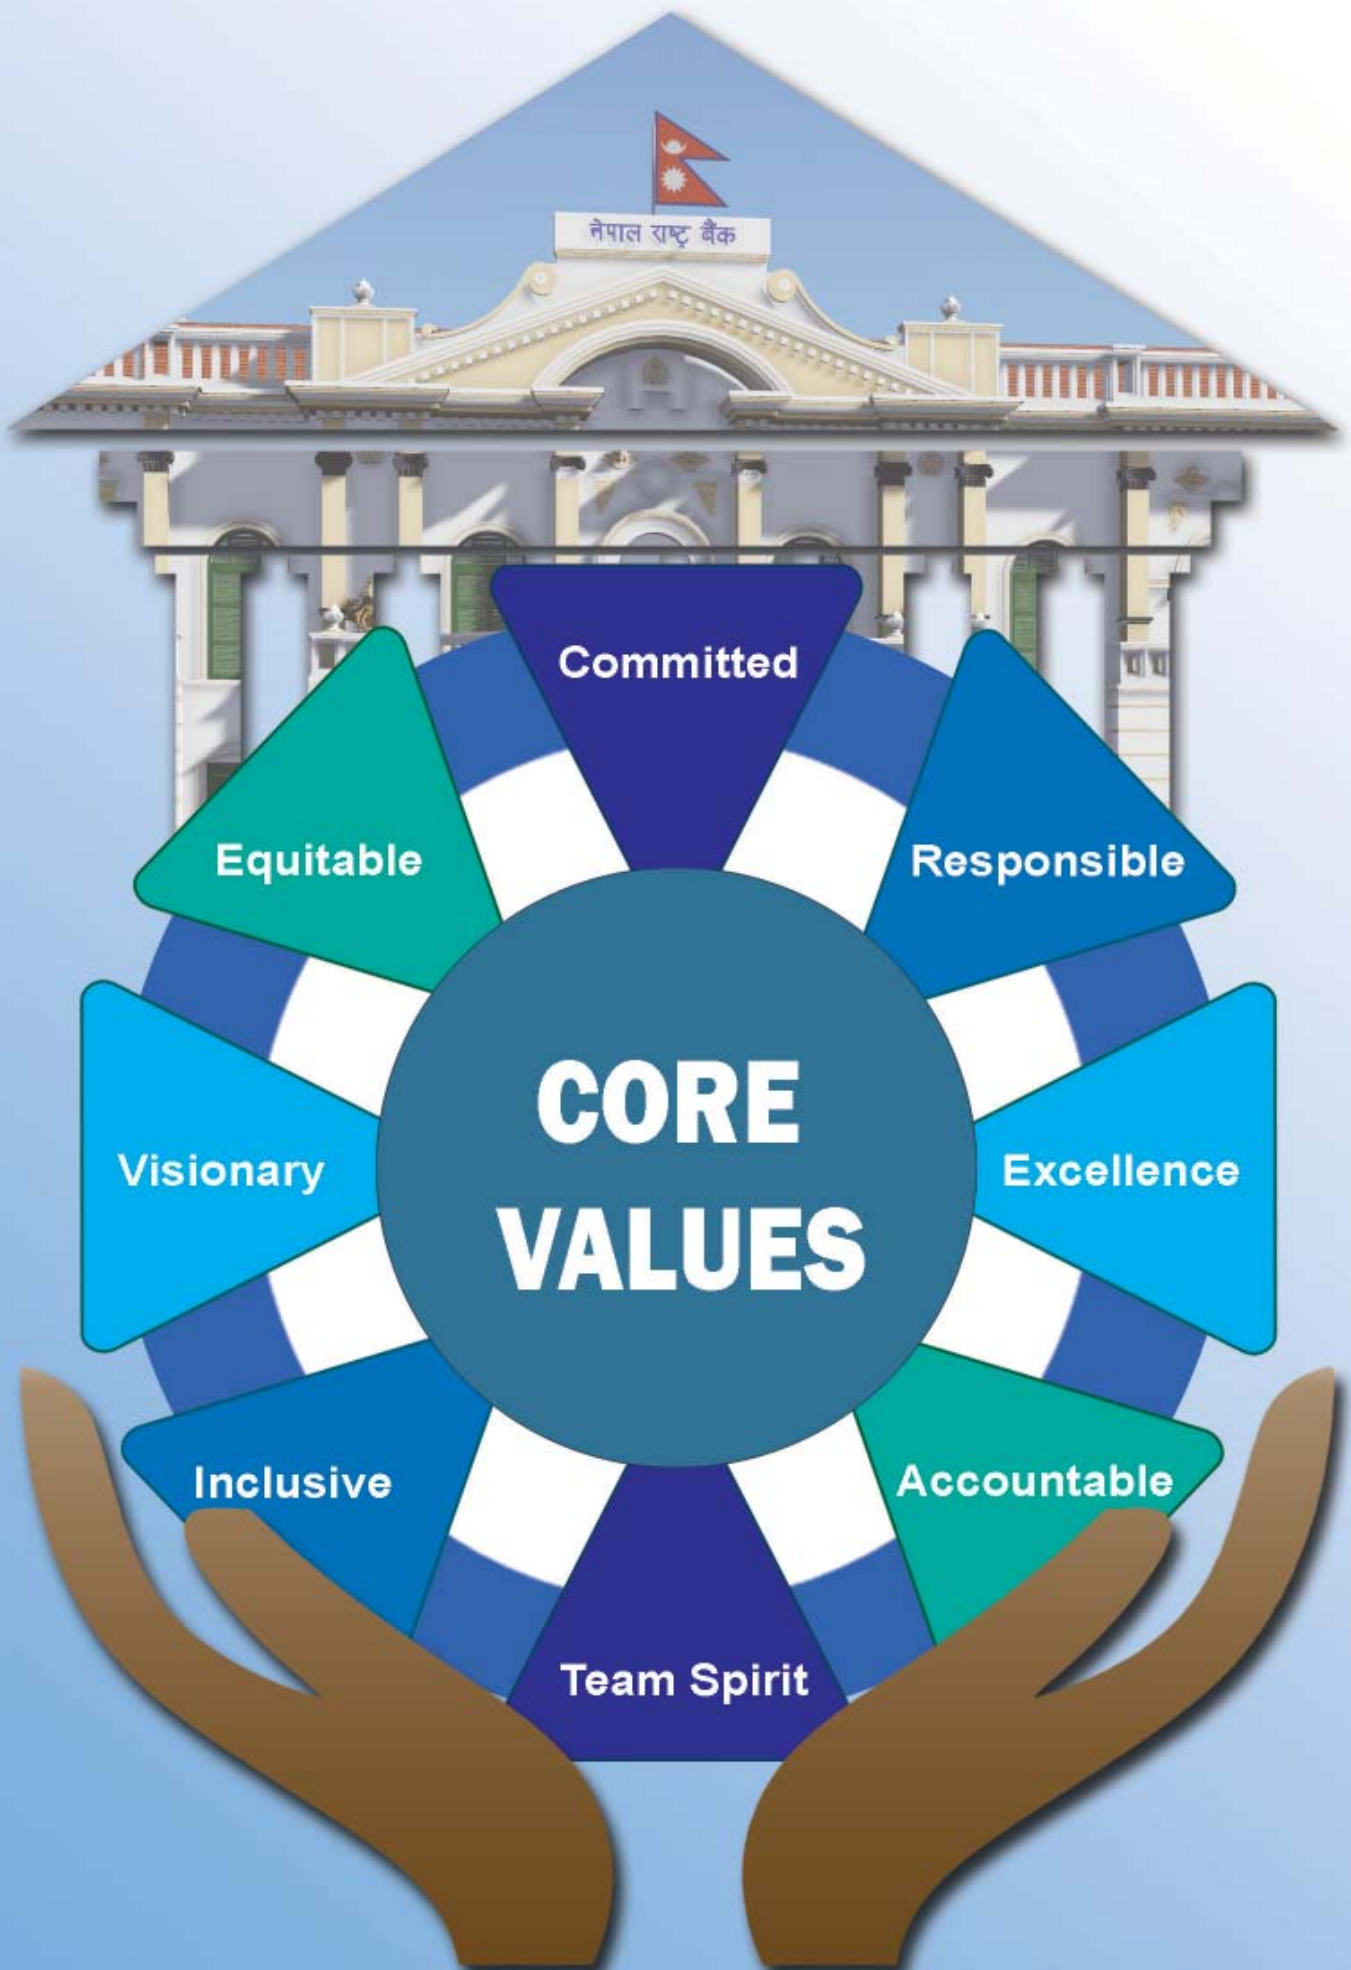 नेपाल राष्ट्र बैंक
Committed
Equitable
Responsible
CORE
VALUES
Visionary
Excellence
Inclusive
Accountable
Team Spirit